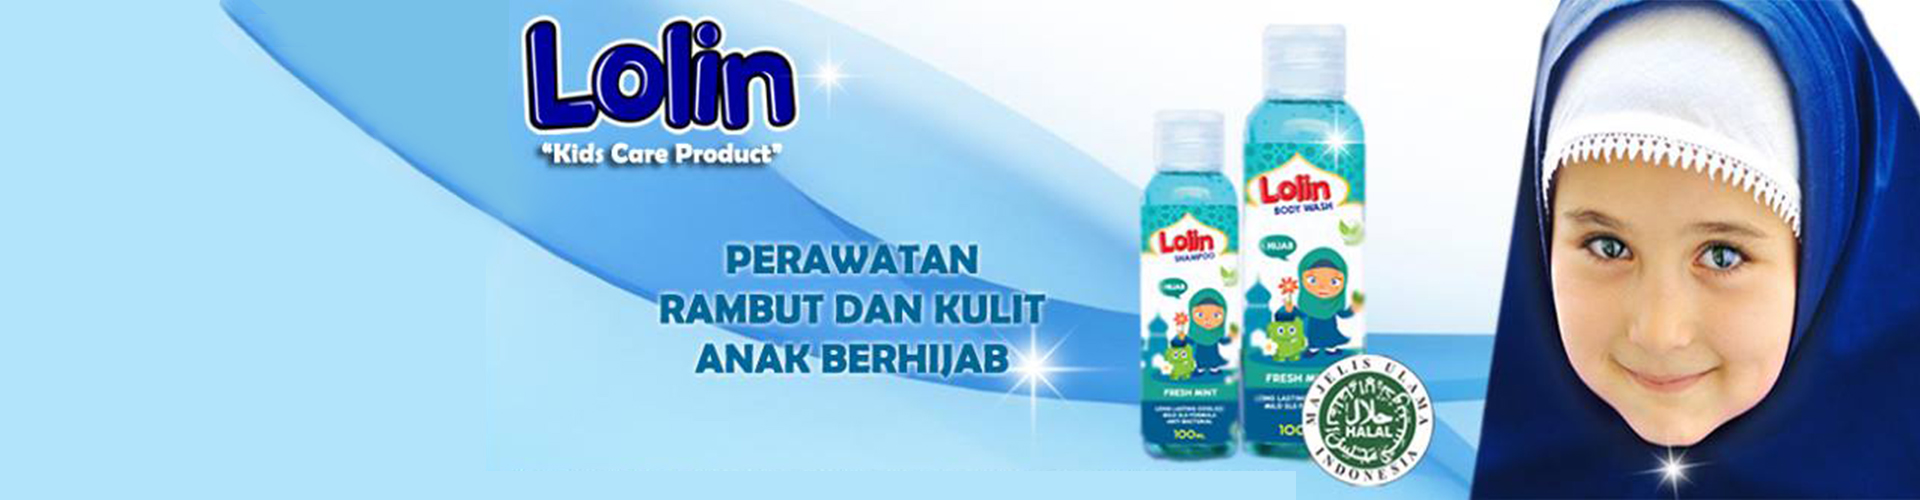 Lolin
“Kids Care Product”
PERAWATAN
RAMBUT DAN KULIT
ANAK BERHIJAB
Lolin
SHAMPOO
HIJAB
FRESH MINT
100ML
Lolin
BODY WASH
HIJAB
FRESH
MAJELIS ULAMA
INDONESIA
حلال
HALAL